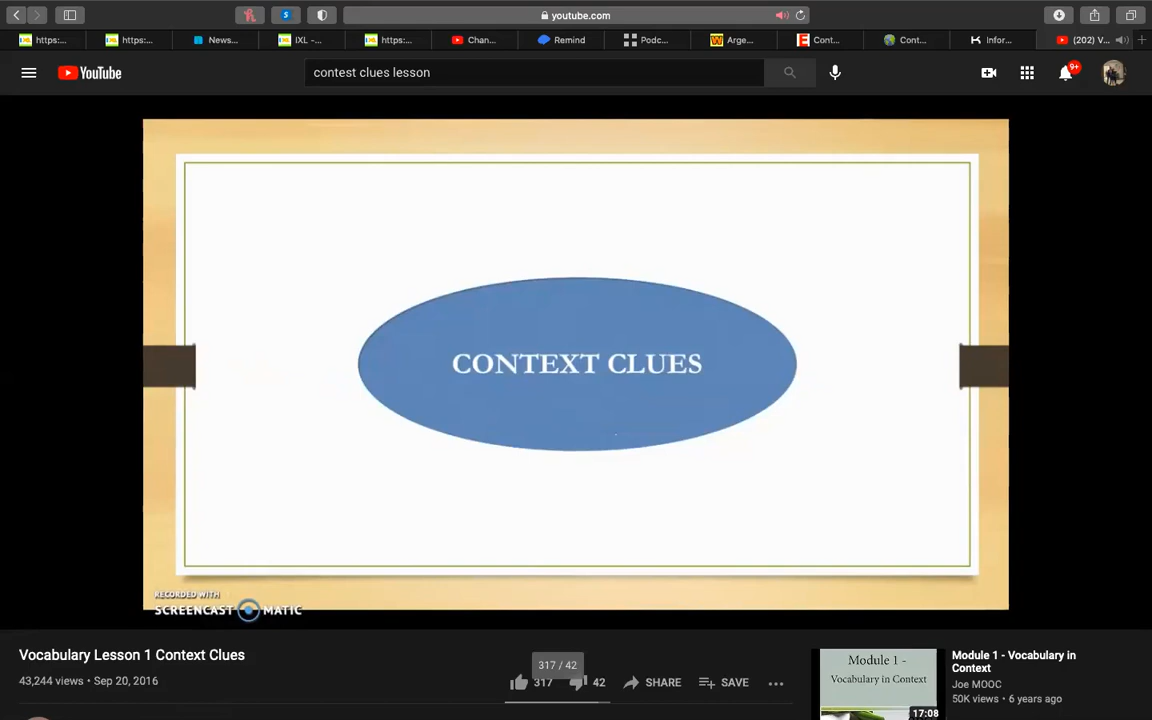 youtube.com
https:...
https:...
News...
IXL -...
https:...
Chan...
Remind
Podc...
Arge...
Cont...
Cont...
Infor...
(202) V...
YouTube
contest clues lesson
9+
CONTEXT CLUES
RECORDED WITH
SCREENCAST MATIC
Vocabulary Lesson 1 Context Clues
43,244 views • Sep 20, 2016
317 / 42
317
42
SHARE
SAVE
Module 1 -
Vocabulary in Context
17:08
Module 1 - Vocabulary in
Context
Joe MOOC
50K views • 6 years ago